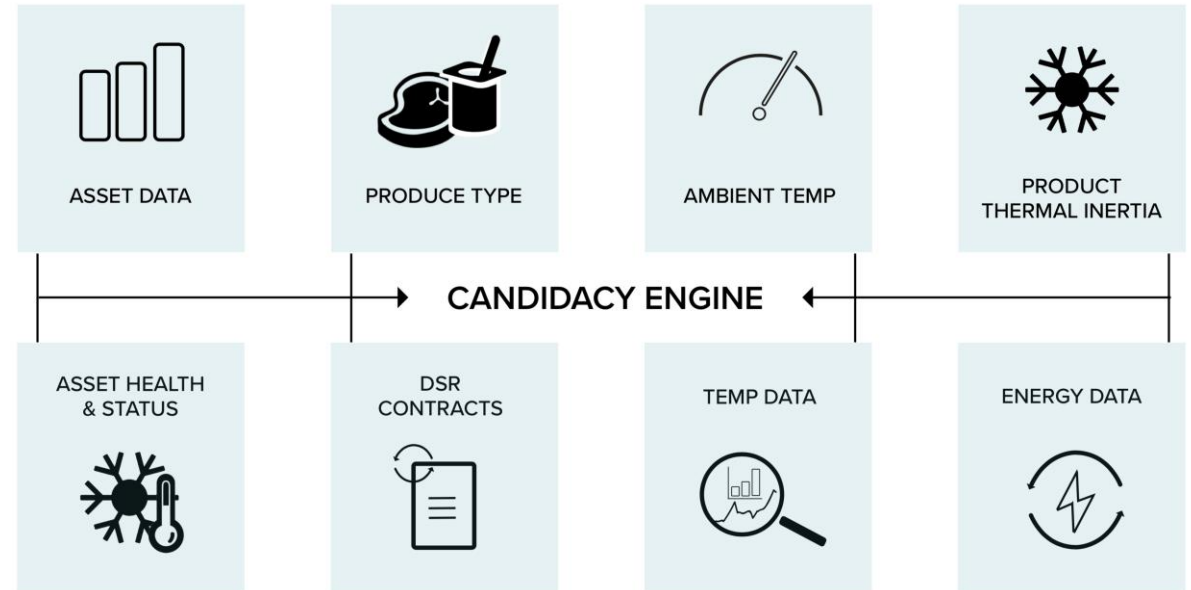 ASSET DATA
PRODUCE TYPE
AMBIENT TEMP
PRODUCT
THERMAL INERTIA
CANDIDACY ENGINE
ASSET HEALTH
& STATUS
DSR
CONTRACTS
TEMP DATA
ENERGY DATA